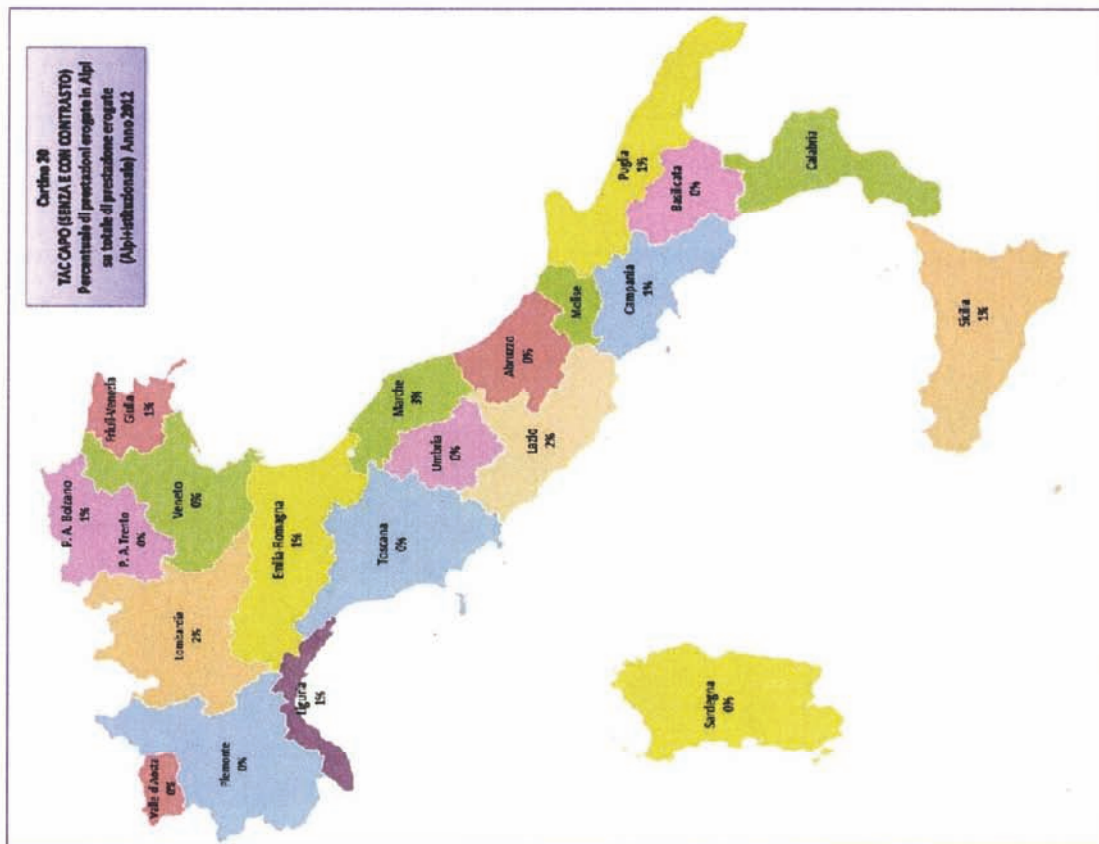 Cartina 30
TAC CAPO (SENZA E CON CONTRASTO)
Percentuale di prestazioni erogate in Alpi
su totale di prestazione erogate
(Alpi+Istituzionale) Anno 2012
P. A. Bolzano
1%
P. A. Trento
0%
Friuli-Venezia
Giulia
1%
Veneto
0%
Lombardia
2%
Valle d'Aosta
0%
Piemonte
0%
Liguria
1%
Emilia-Romagna
1%
Toscana
0%
Marche
3%
Umbria
0%
Lazio
2%
Abruzzo
0%
Molise
Campania
1%
Puglia
1%
Basilicata
0%
Calabria
Sicilia
1%
Sardegna
0%